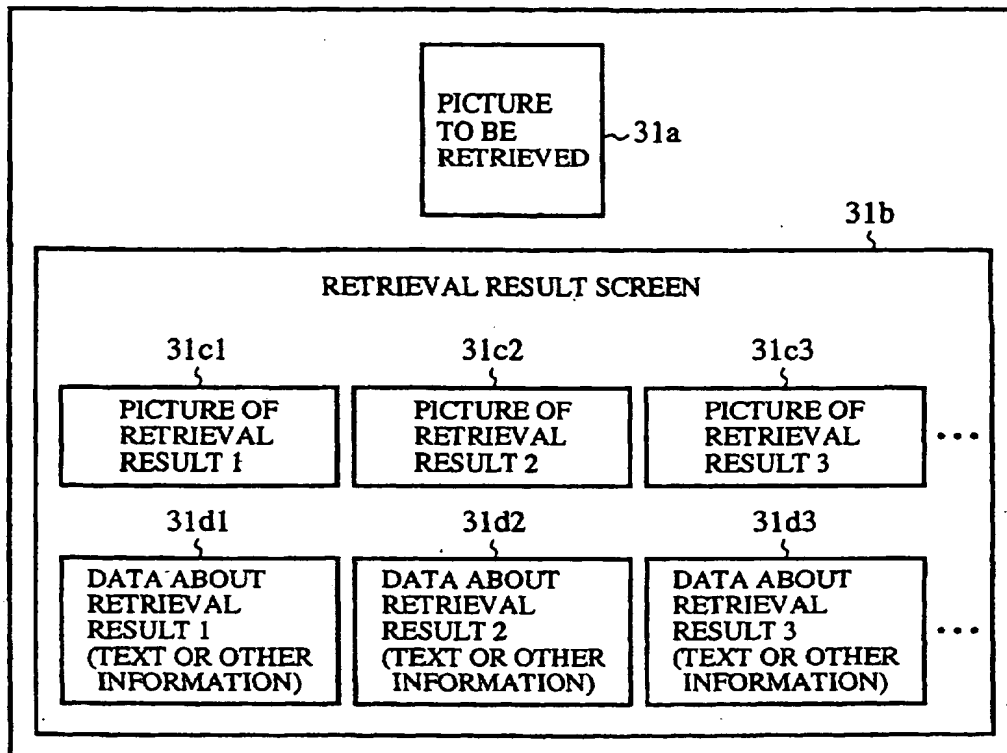 PICTURE
TO BE
RETRIEVED
31a
31b
RETRIEVAL RESULT SCREEN
31c1
31c2
31c3
PICTURE OF
RETRIEVAL
RESULT 1
PICTURE OF
RETRIEVAL
RESULT 2
PICTURE OF
RETRIEVAL
RESULT 3
...
31d1
31d2
31d3
DATA ABOUT
RETRIEVAL
RESULT 1
(TEXT OR OTHER
INFORMATION)
DATA ABOUT
RETRIEVAL
RESULT 2
(TEXT OR OTHER
INFORMATION)
DATA ABOUT
RETRIEVAL
RESULT 3
(TEXT OR OTHER
INFORMATION)
...